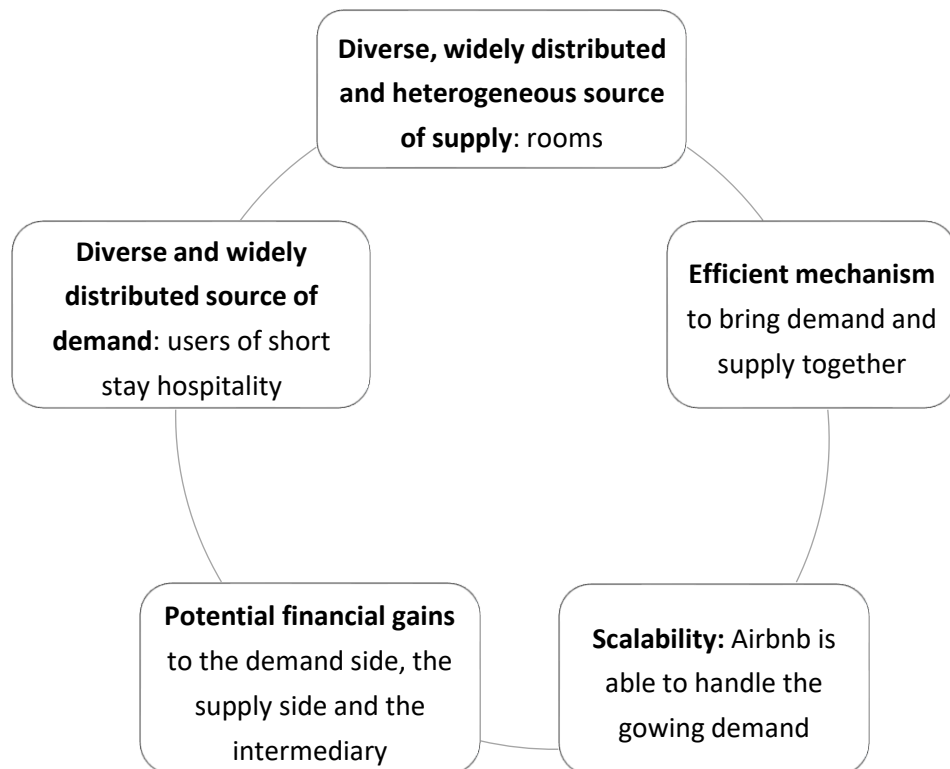 Diverse, widely distributed
and heterogeneous source
of supply: rooms
Efficient mechanism
to bring demand and
supply together
Scalability: Airbnb is
able to handle the
gowing demand
Potential financial gains
to the demand side, the
supply side and the
intermediary
Diverse and widely
distributed source of
demand: users of short
stay hospitality